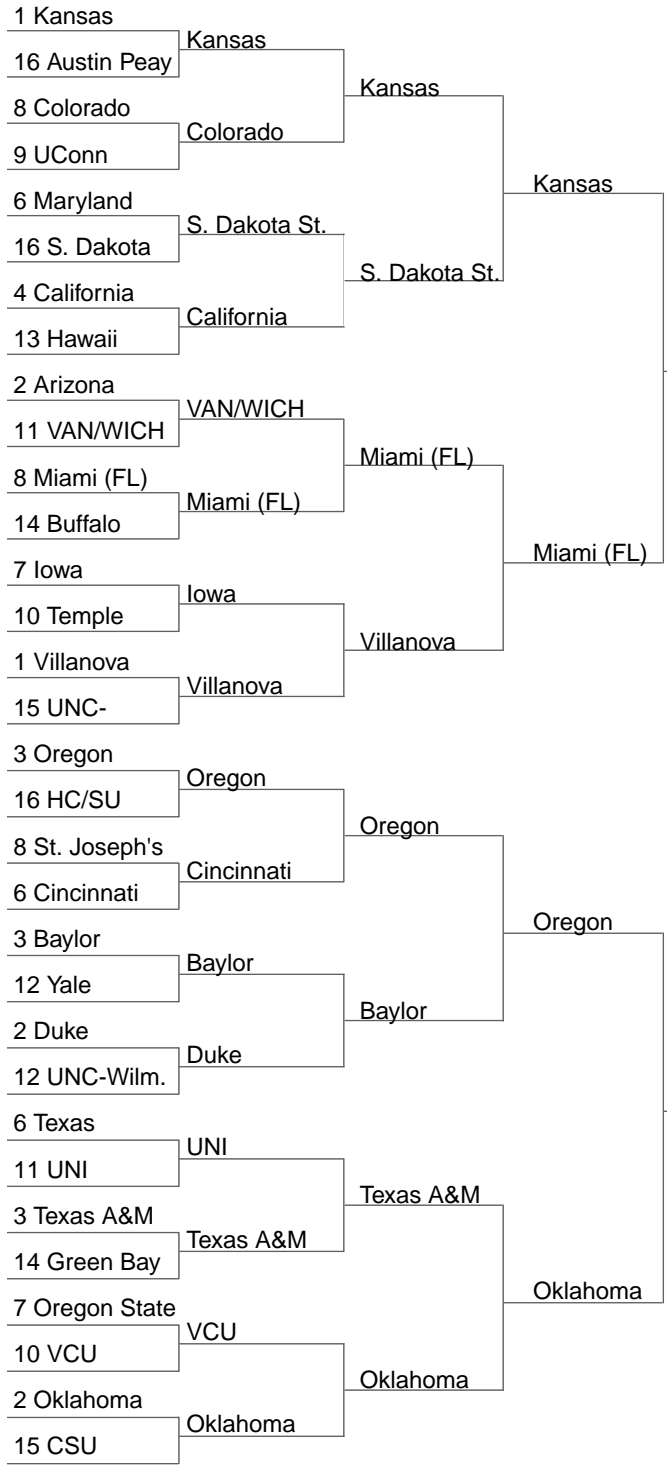 1 Kansas
16 Austin Peay
8 Colorado
9 UConn
6 Maryland
16 S. Dakota
4 California
13 Hawaii
2 Arizona
11 VAN/WICH
8 Miami (FL)
14 Buffalo
7 Iowa
10 Temple
1 Villanova
15 UNC-
3 Oregon
16 HC/SU
8 St. Joseph's
6 Cincinnati
3 Baylor
12 Yale
2 Duke
12 UNC-Wilm.
6 Texas
11 UNI
3 Texas A&M
14 Green Bay
7 Oregon State
10 VCU
2 Oklahoma
15 CSU
Kansas
Colorado
S. Dakota St.
California
VAN/WICH
Miami (FL)
Iowa
Villanova
Oregon
Cincinnati
Baylor
Duke
UNI
Texas A&M
VCU
Oklahoma
Kansas
S. Dakota St.
Miami (FL)
Villanova
Oregon
Baylor
Texas A&M
Oklahoma
Kansas
Miami (FL)
Oregon
Oklahoma